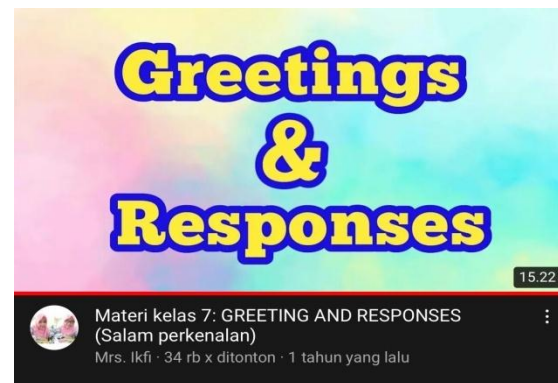 Greetings
&
Responses
15.22
Materi kelas 7: GREETING AND RESPONSES
(Salam perkenalan)
Mrs. Ikfi · 34 rb x ditonton · 1 tahun yang lalu